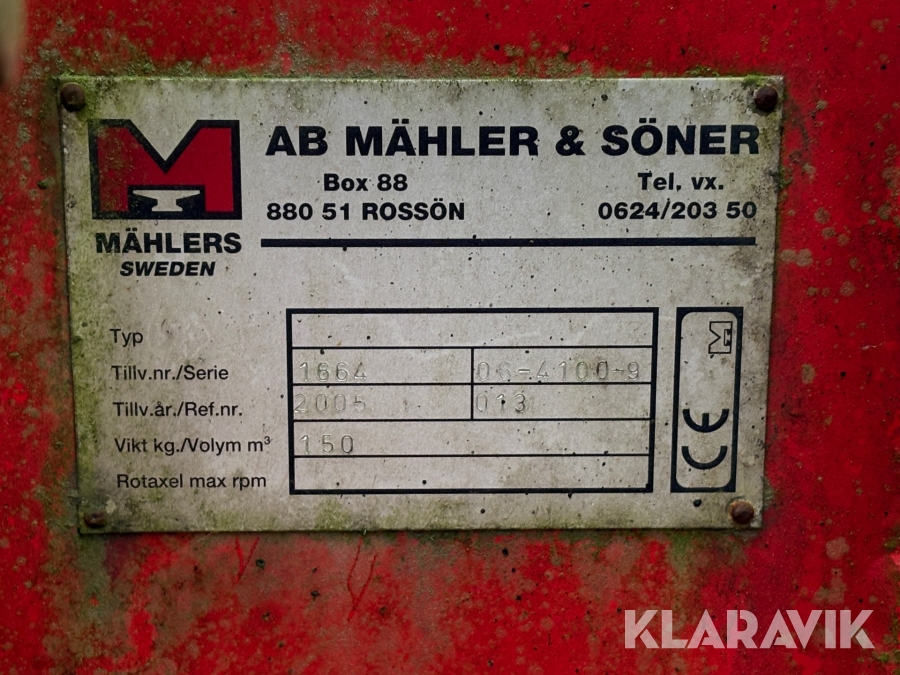 AB MÄHLER & SÖNER
Box 88 Tel. vx.
880 51 ROSSÖN 0624/203 50
MÄHLERS
SWEDEN
Typ
Tillv.nr./Serie 1664 06-4100-9
Tillv.år./Ref.nr. 2005 013
Vikt kg./Volym m³ 150
Rotaxel max rpm
CE
KLARAVIK